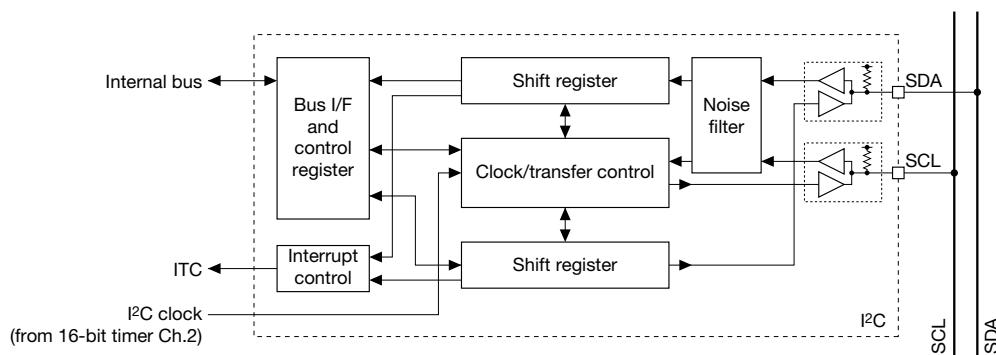 Internal bus
Bus I/F
and
control
register
Shift register
Noise
filter
SDA
Clock/transfer control
SCL
ITC
Interrupt
control
Shift register
I²C clock
(from 16-bit timer Ch.2)
I²C
SCL
SDA